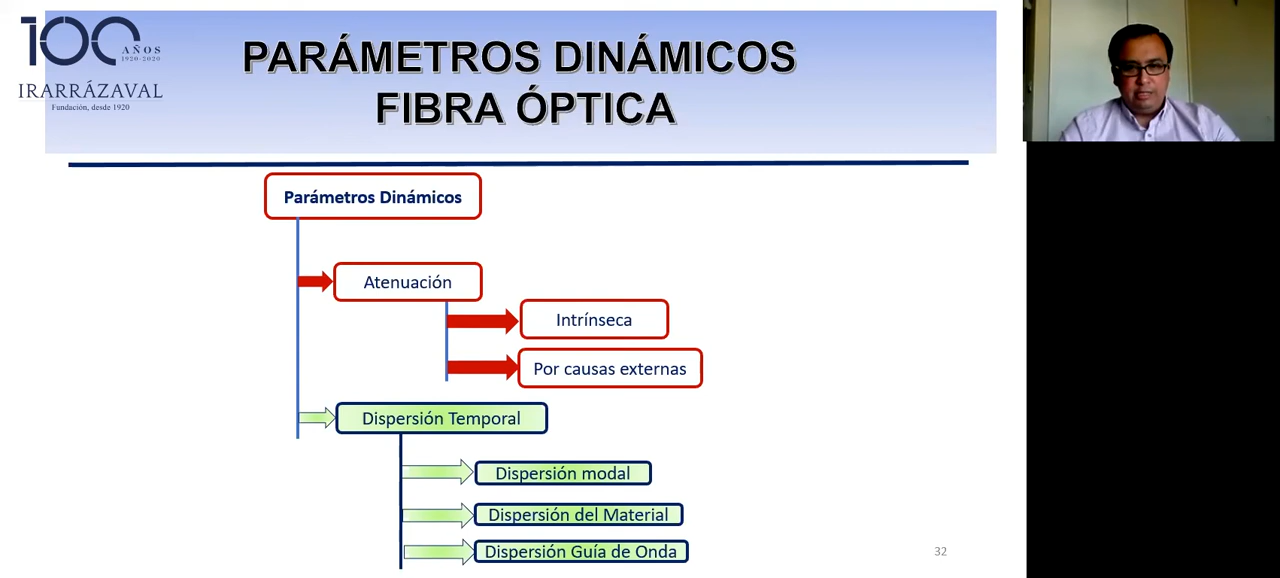 100 AÑOS
1920-2020
IRARRÁZAVAL
Fundación, desde 1920
PARÁMETROS DINÁMICOS
FIBRA ÓPTICA
Parámetros Dinámicos
Atenuación
Intrínseca
Por causas externas
Dispersión Temporal
Dispersión modal
Dispersión del Material
Dispersión Guía de Onda
32